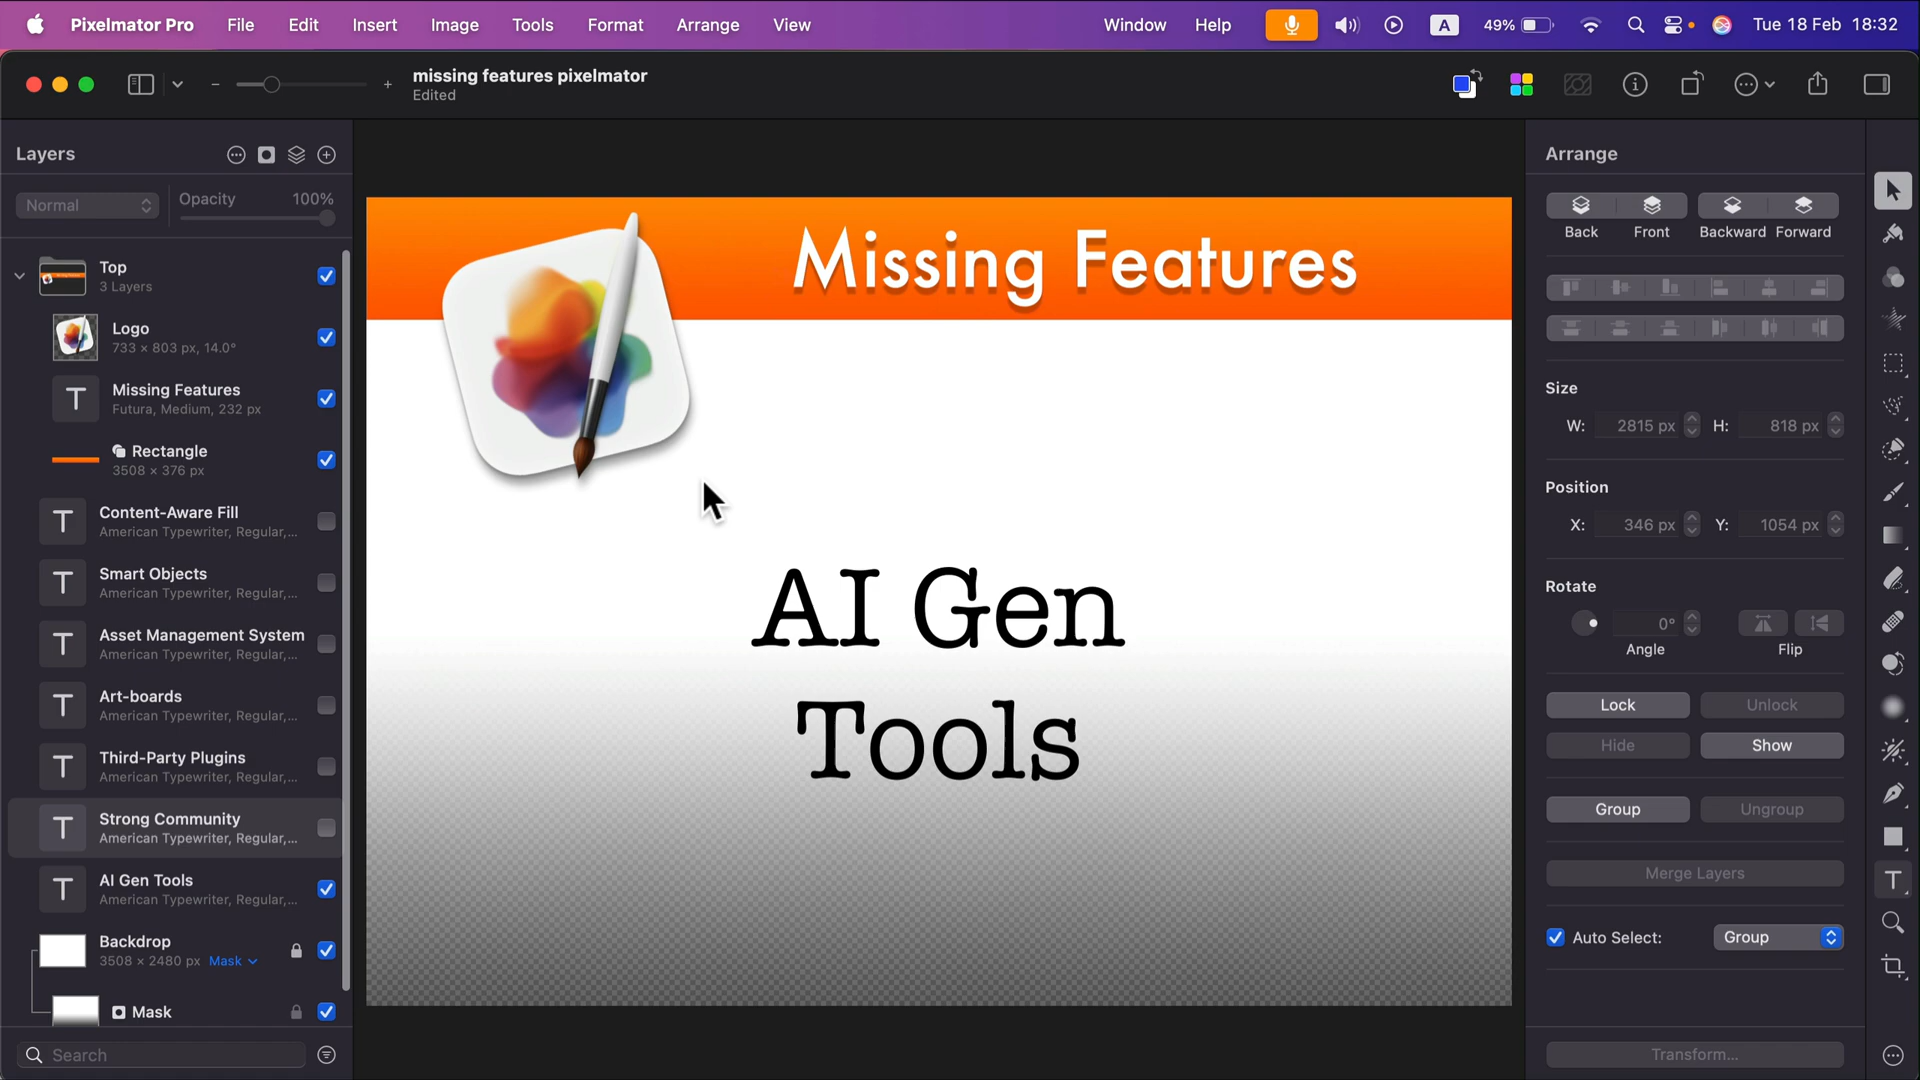 Pixelmator Pro File Edit Insert Image Tools Format Arrange View Window Help A 49% Tue 18 Feb 18:32
missing features pixelmator
Edited
Layers
Normal Opacity 100%
Top
3 Layers
Logo
733 × 803 px, 14.0°
T Missing Features
Futura, Medium, 232 px
Rectangle
3508 × 376 px
T Content-Aware Fill
American Typewriter, Regular,...
T Smart Objects
American Typewriter, Regular,...
T Asset Management System
American Typewriter, Regular,...
T Art-boards
American Typewriter, Regular,...
T Third-Party Plugins
American Typewriter, Regular,...
T Strong Community
American Typewriter, Regular,...
T AI Gen Tools
American Typewriter, Regular,...
Backdrop
3508 × 2480 px Mask
Mask
Search
Missing Features
AI Gen
Tools
Arrange
Back Front Backward Forward
Size
W: 2815 px H: 818 px
Position
X: 346 px Y: 1054 px
Rotate
0°
Angle Flip
Lock Unlock
Hide Show
Group Ungroup
Merge Layers
Auto Select: Group
Transform...
T